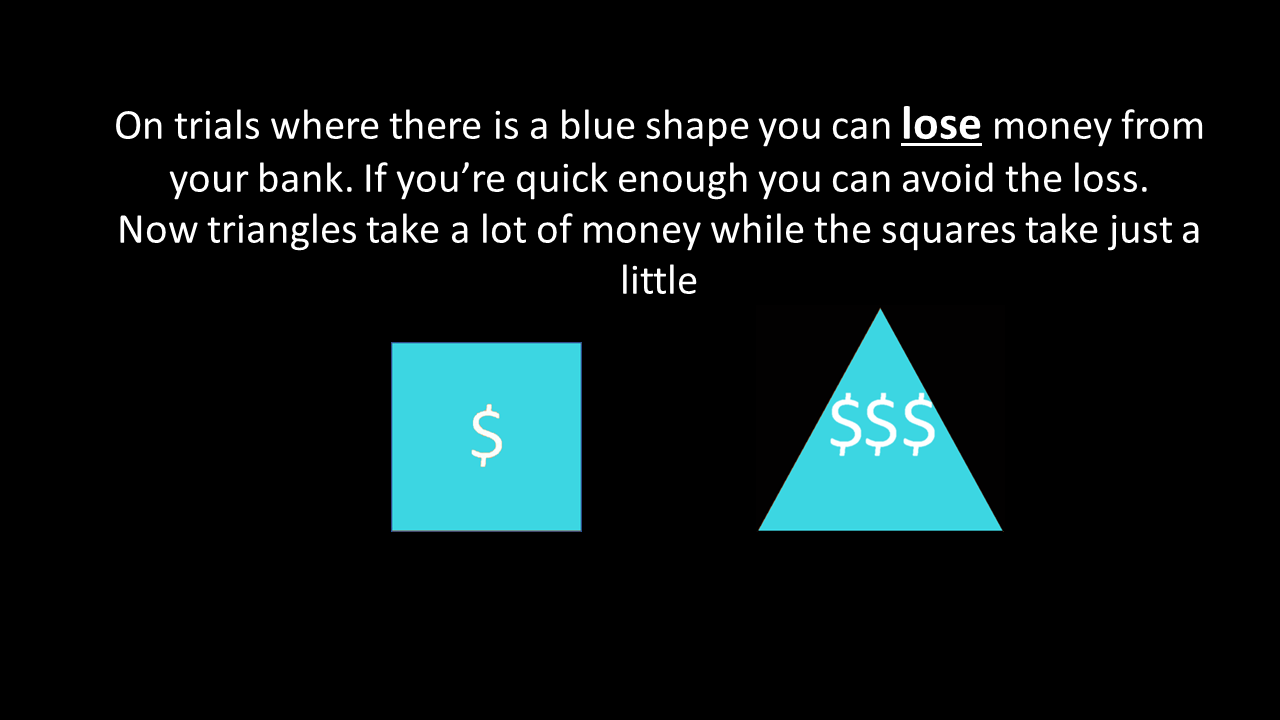 On trials where there is a blue shape you can lose money from
your bank. If you’re quick enough you can avoid the loss.
Now triangles take a lot of money while the squares take just a
little
$
$$$